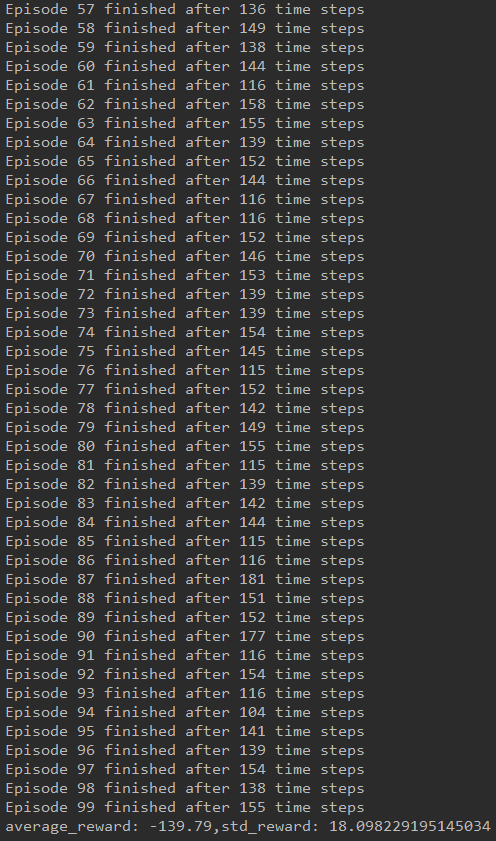 Episode 57 finished after 136 time steps
Episode 58 finished after 149 time steps
Episode 59 finished after 138 time steps
Episode 60 finished after 144 time steps
Episode 61 finished after 116 time steps
Episode 62 finished after 158 time steps
Episode 63 finished after 155 time steps
Episode 64 finished after 139 time steps
Episode 65 finished after 152 time steps
Episode 66 finished after 144 time steps
Episode 67 finished after 116 time steps
Episode 68 finished after 116 time steps
Episode 69 finished after 152 time steps
Episode 70 finished after 146 time steps
Episode 71 finished after 153 time steps
Episode 72 finished after 139 time steps
Episode 73 finished after 139 time steps
Episode 74 finished after 154 time steps
Episode 75 finished after 145 time steps
Episode 76 finished after 115 time steps
Episode 77 finished after 152 time steps
Episode 78 finished after 142 time steps
Episode 79 finished after 149 time steps
Episode 80 finished after 155 time steps
Episode 81 finished after 115 time steps
Episode 82 finished after 139 time steps
Episode 83 finished after 142 time steps
Episode 84 finished after 144 time steps
Episode 85 finished after 115 time steps
Episode 86 finished after 116 time steps
Episode 87 finished after 181 time steps
Episode 88 finished after 151 time steps
Episode 89 finished after 152 time steps
Episode 90 finished after 177 time steps
Episode 91 finished after 116 time steps
Episode 92 finished after 154 time steps
Episode 93 finished after 116 time steps
Episode 94 finished after 104 time steps
Episode 95 finished after 141 time steps
Episode 96 finished after 139 time steps
Episode 97 finished after 154 time steps
Episode 98 finished after 138 time steps
Episode 99 finished after 155 time steps
average_reward: -139.79,std_reward: 18.098229195145034